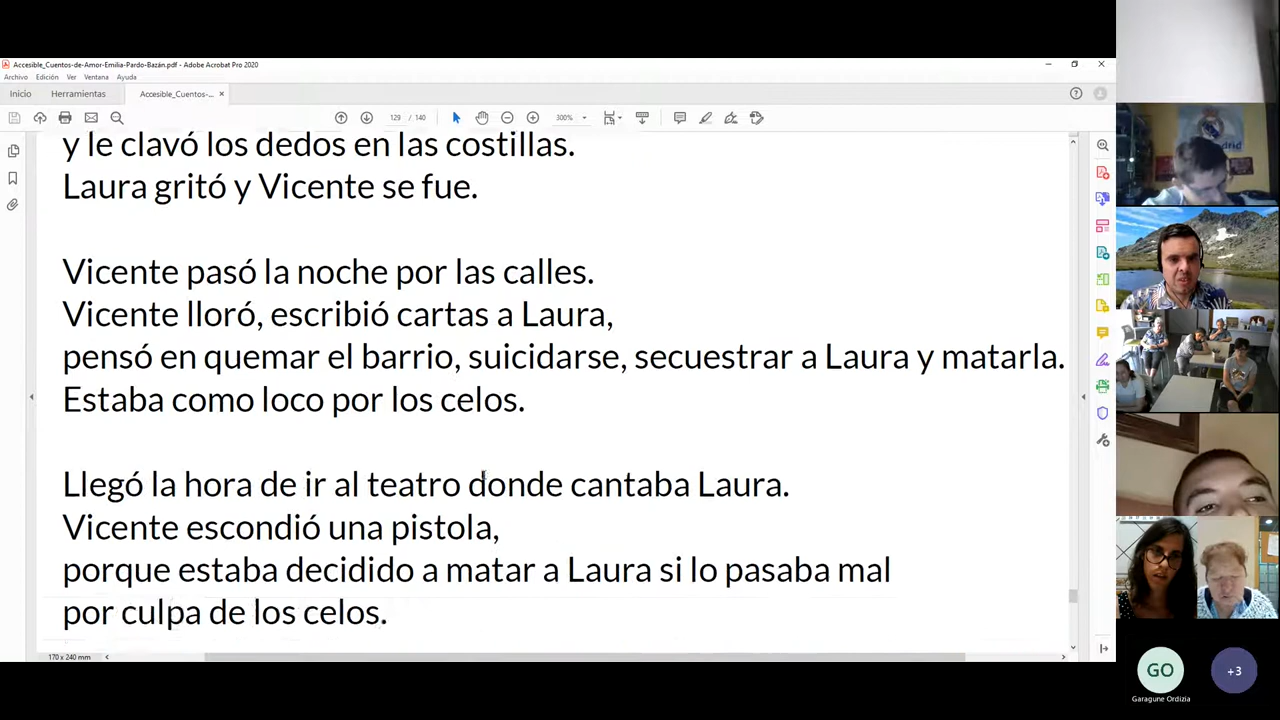 Accesible_Cuentos-de-Amor-Emilia-Pardo-Bazán.pdf - Adobe Acrobat Pro 2020
Archivo Edición Ver Ventana Ayuda
Inicio Herramientas Accesible_Cuentos-... ×
129 / 140 300%
y le clavó los dedos en las costillas.
Laura gritó y Vicente se fue.
Vicente pasó la noche por las calles.
Vicente lloró, escribió cartas a Laura,
pensó en quemar el barrio, suicidarse, secuestrar a Laura y matarla.
Estaba como loco por los celos.
Llegó la hora de ir al teatro donde cantaba Laura.
Vicente escondió una pistola,
porque estaba decidido a matar a Laura si lo pasaba mal
por culpa de los celos.
170 x 240 mm
GO
+3
Garagune Ordizia